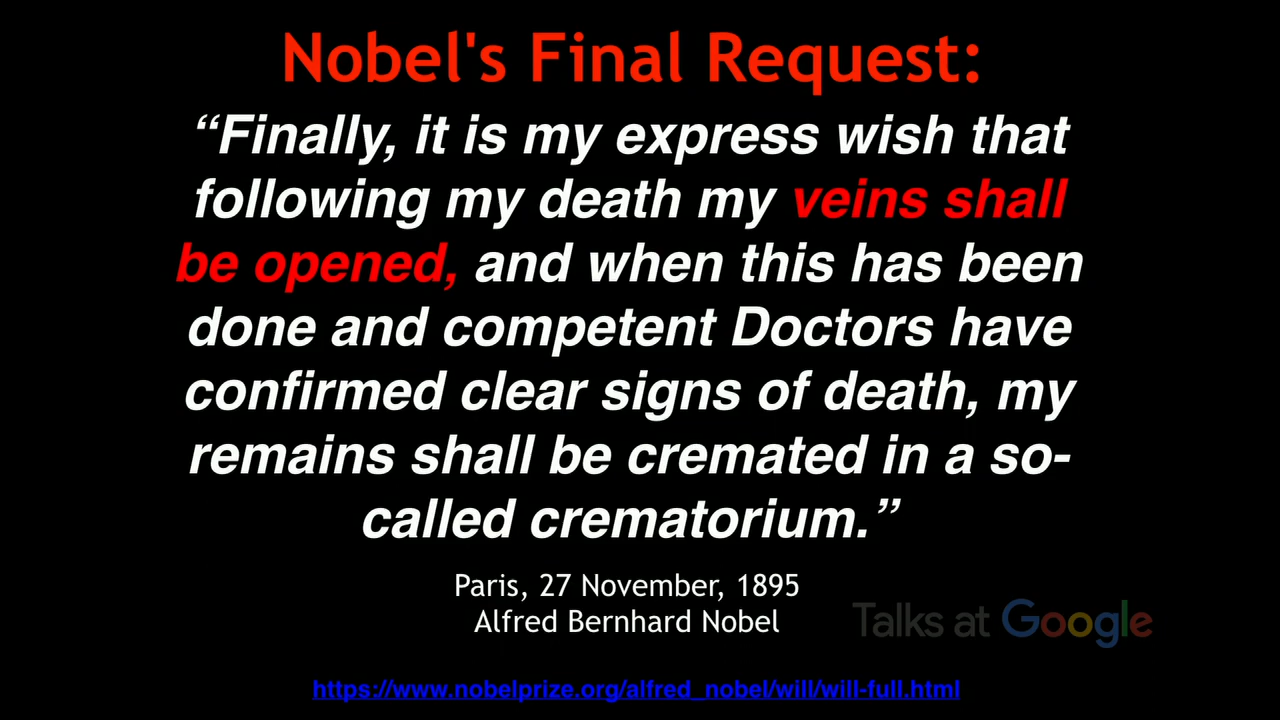 Nobel's Final Request:
“Finally, it is my express wish that
following my death my veins shall
be opened, and when this has been
done and competent Doctors have
confirmed clear signs of death, my
remains shall be cremated in a so-
called crematorium.”
Paris, 27 November, 1895
Alfred Bernhard Nobel
Talks at Google
https://www.nobelprize.org/alfred_nobel/will/will-full.html